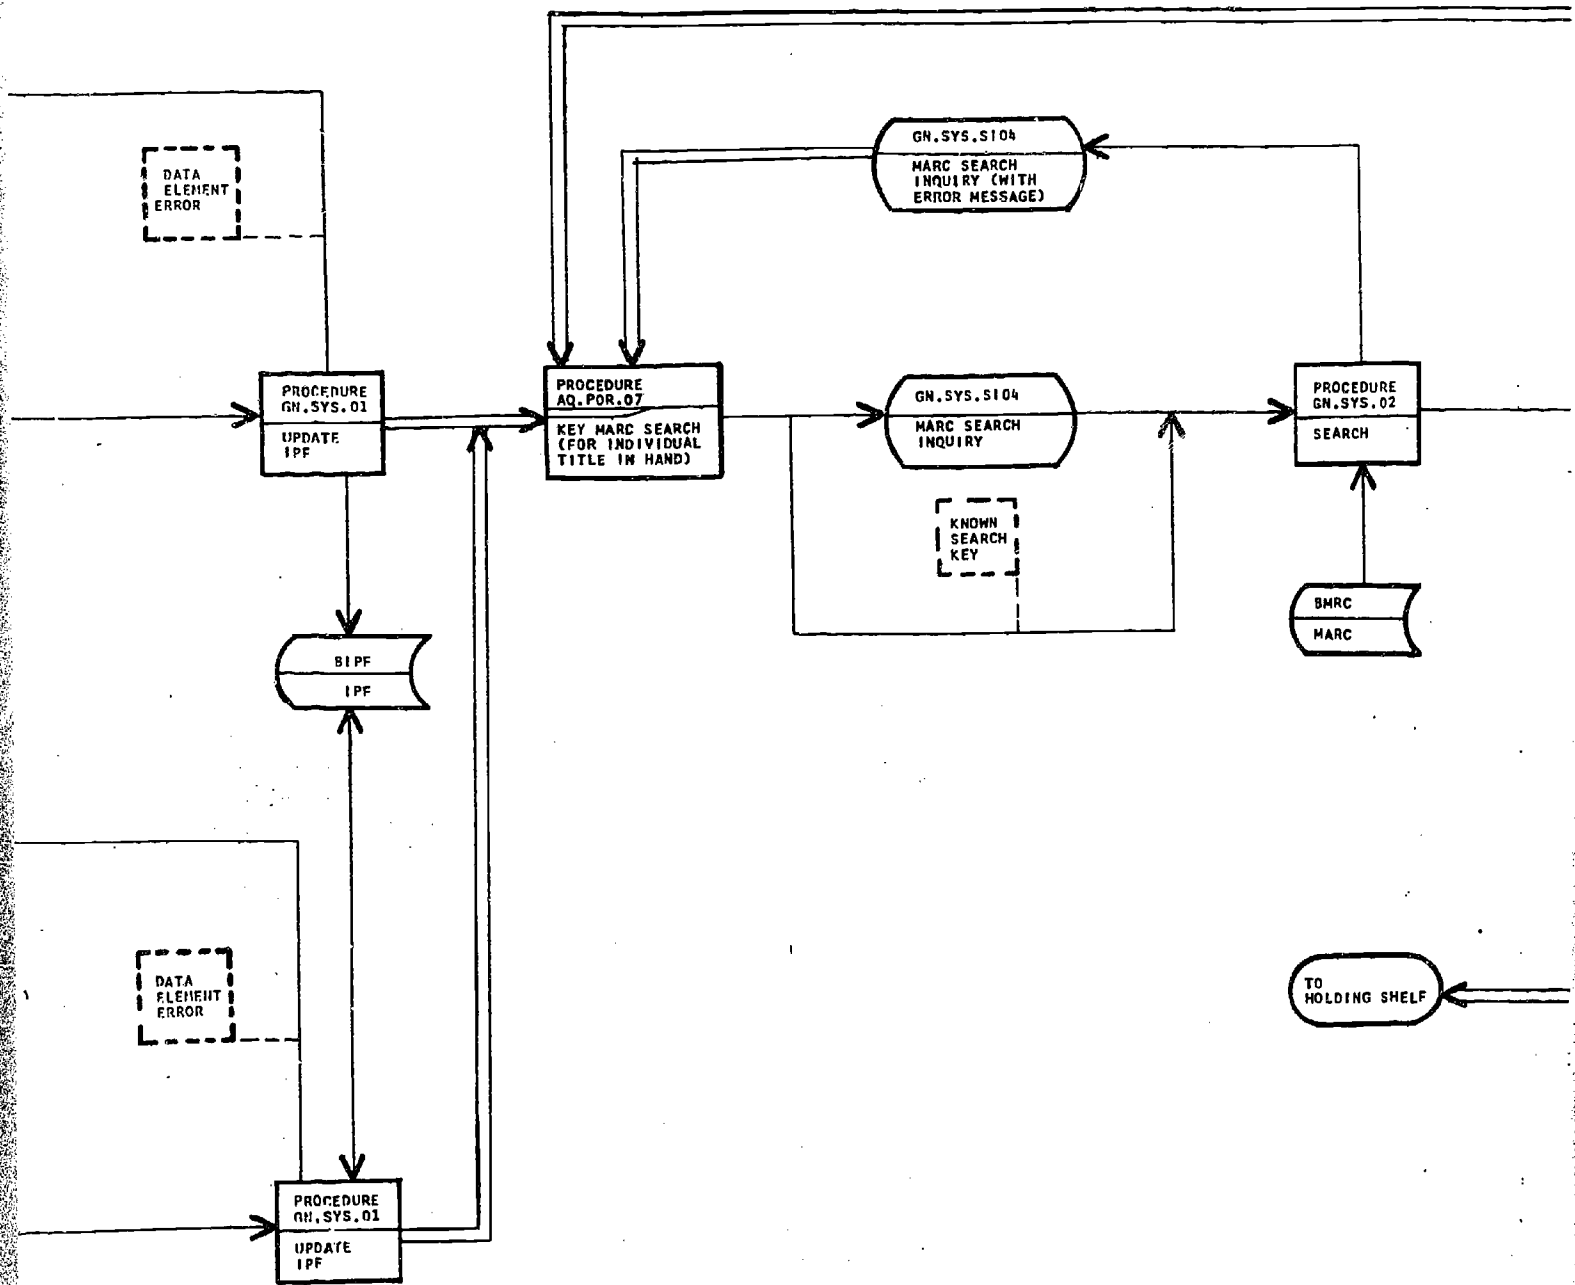 GN.SYS.SI04
MARC SEARCH
INQUIRY (WITH
ERROR MESSAGE)
DATA
ELEMENT
ERROR
PROCEDURE
GN.SYS.01
UPDATE
IPF
PROCEDURE
AQ.POR.07
KEY MARC SEARCH
(FOR INDIVIDUAL
TITLE IN HAND)
GN.SYS.SI04
MARC SEARCH
INQUIRY
PROCEDURE
GN.SYS.02
SEARCH
KNOWN
SEARCH
KEY
BMRC
MARC
BIPF
IPF
DATA
ELEMENT
ERROR
TO
HOLDING SHELF
PROCEDURE
GN.SYS.01
UPDATE
IPF